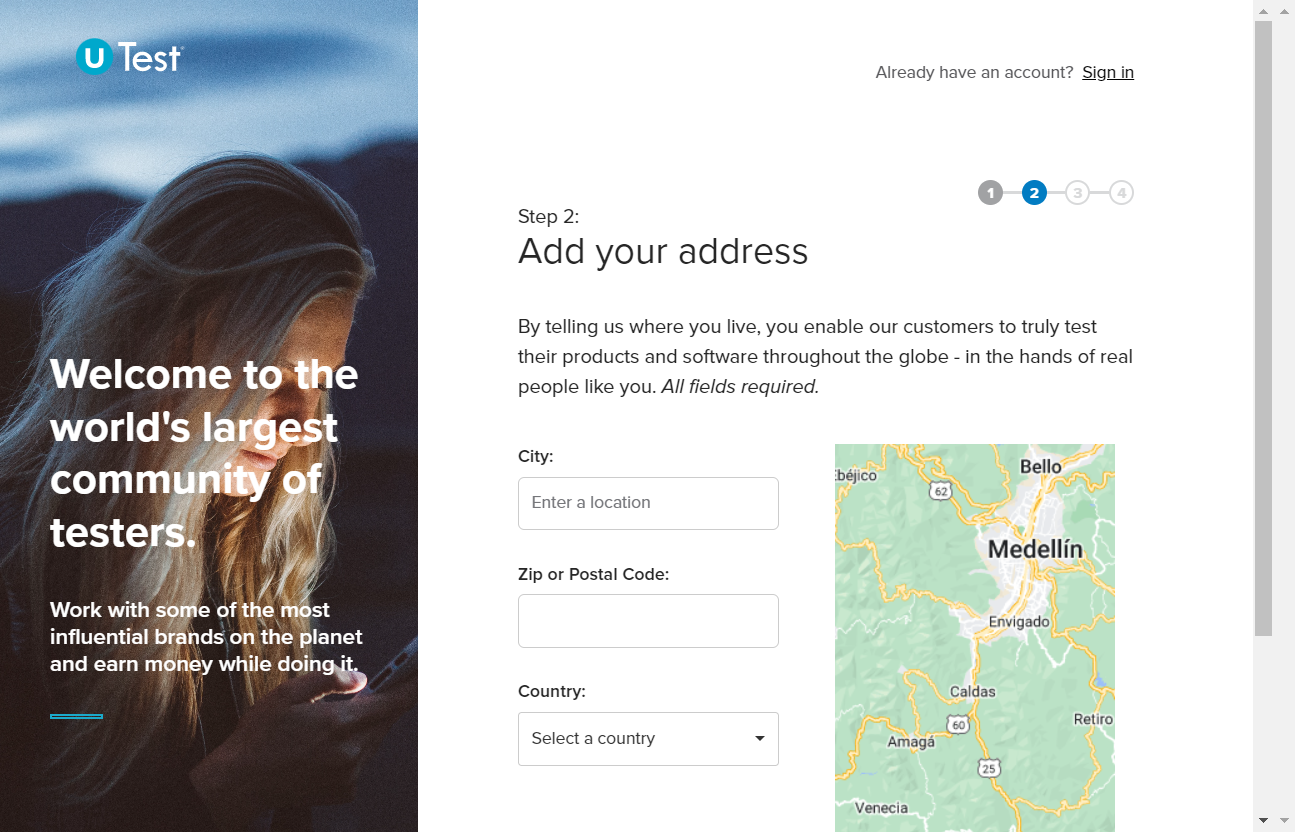 U Test
Already have an account? Sign in
1 2 3 4
Step 2:
Add your address
By telling us where you live, you enable our customers to truly test
their products and software throughout the globe - in the hands of real
people like you. All fields required.
Welcome to the
world's largest
community of
testers.
Work with some of the most
influential brands on the planet
and earn money while doing it.
City:
Enter a location
Zip or Postal Code:
Country:
Select a country
Bello
Ebéjico
62
Medellín
Envigado
Caldas
60
Retiro
Amagá
25
Venecia